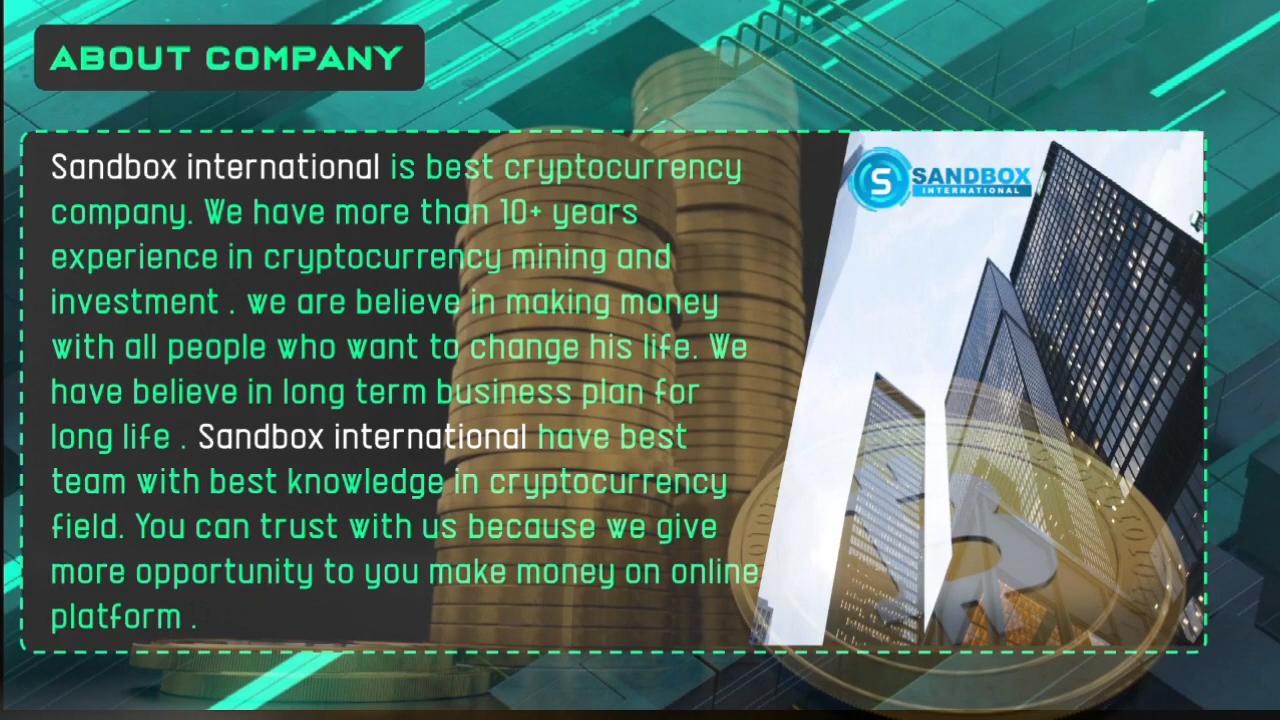 ABOUT COMPANY
Sandbox international is best cryptocurrency
company. We have more than 10+ years
experience in cryptocurrency mining and
investment . we are believe in making money
with all people who want to change his life. We
have believe in long term business plan for
long life . Sandbox international have best
team with best knowledge in cryptocurrency
field. You can trust with us because we give
more opportunity to you make money on online
platform .
S SANDBOX
INTERNATIONAL